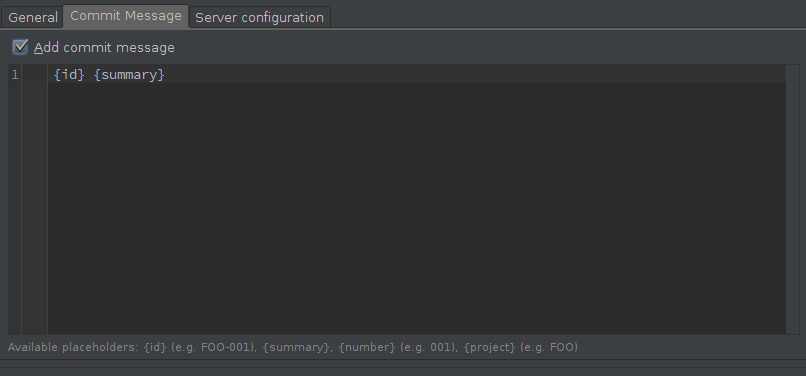 General Commit Message Server configuration
Add commit message
1 {id} {summary}
Available placeholders: {id} (e.g. FOO-001), {summary}, {number} (e.g. 001), {project} (e.g. FOO)